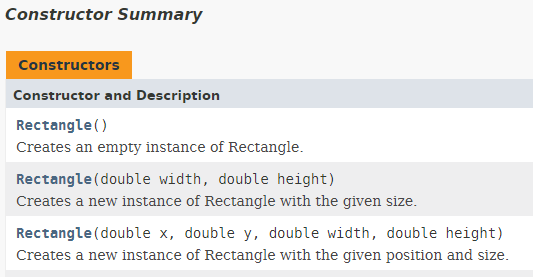 Constructor Summary
Constructors
Constructor and Description
Rectangle()
Creates an empty instance of Rectangle.
Rectangle(double width, double height)
Creates a new instance of Rectangle with the given size.
Rectangle(double x, double y, double width, double height)
Creates a new instance of Rectangle with the given position and size.